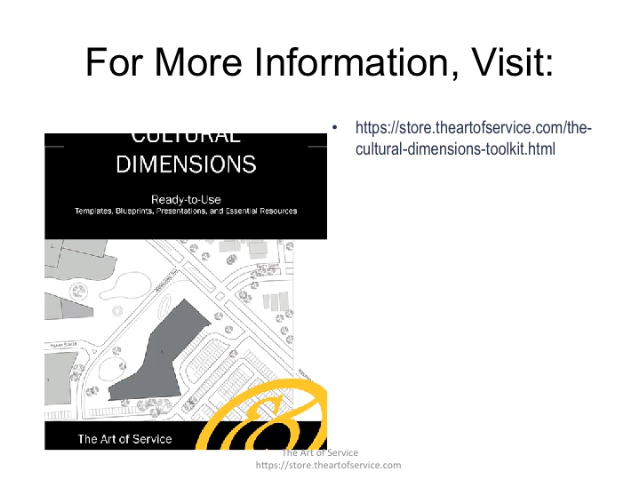 For More Information, Visit:
https://store.theartofservice.com/the-
cultural-dimensions-toolkit.html
CULTURAL
DIMENSIONS
Ready-to-Use
Templates, Blueprints, Presentations, and Essential Resources
The Art of Service
The Art of Service
https://store.theartofservice.com